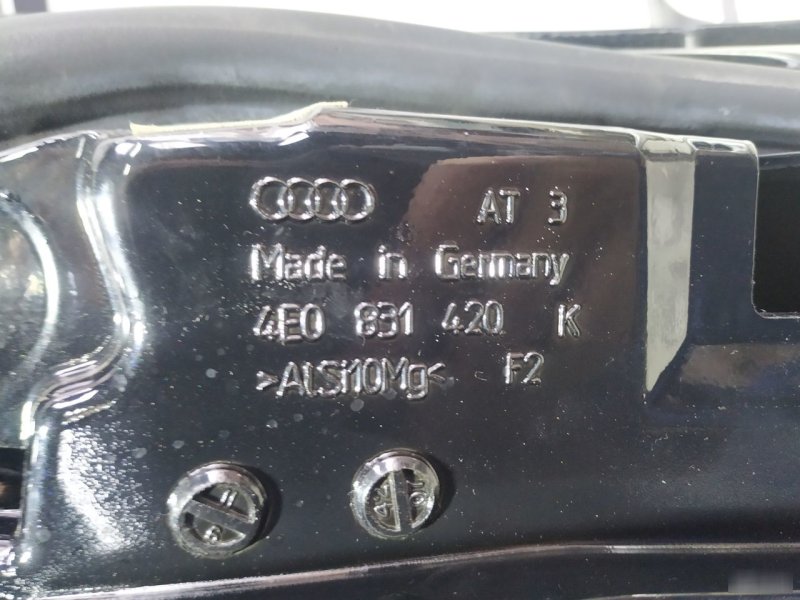 AT 3
Made in Germany
4E0 831 420 K
>AlSi10Mg< F2